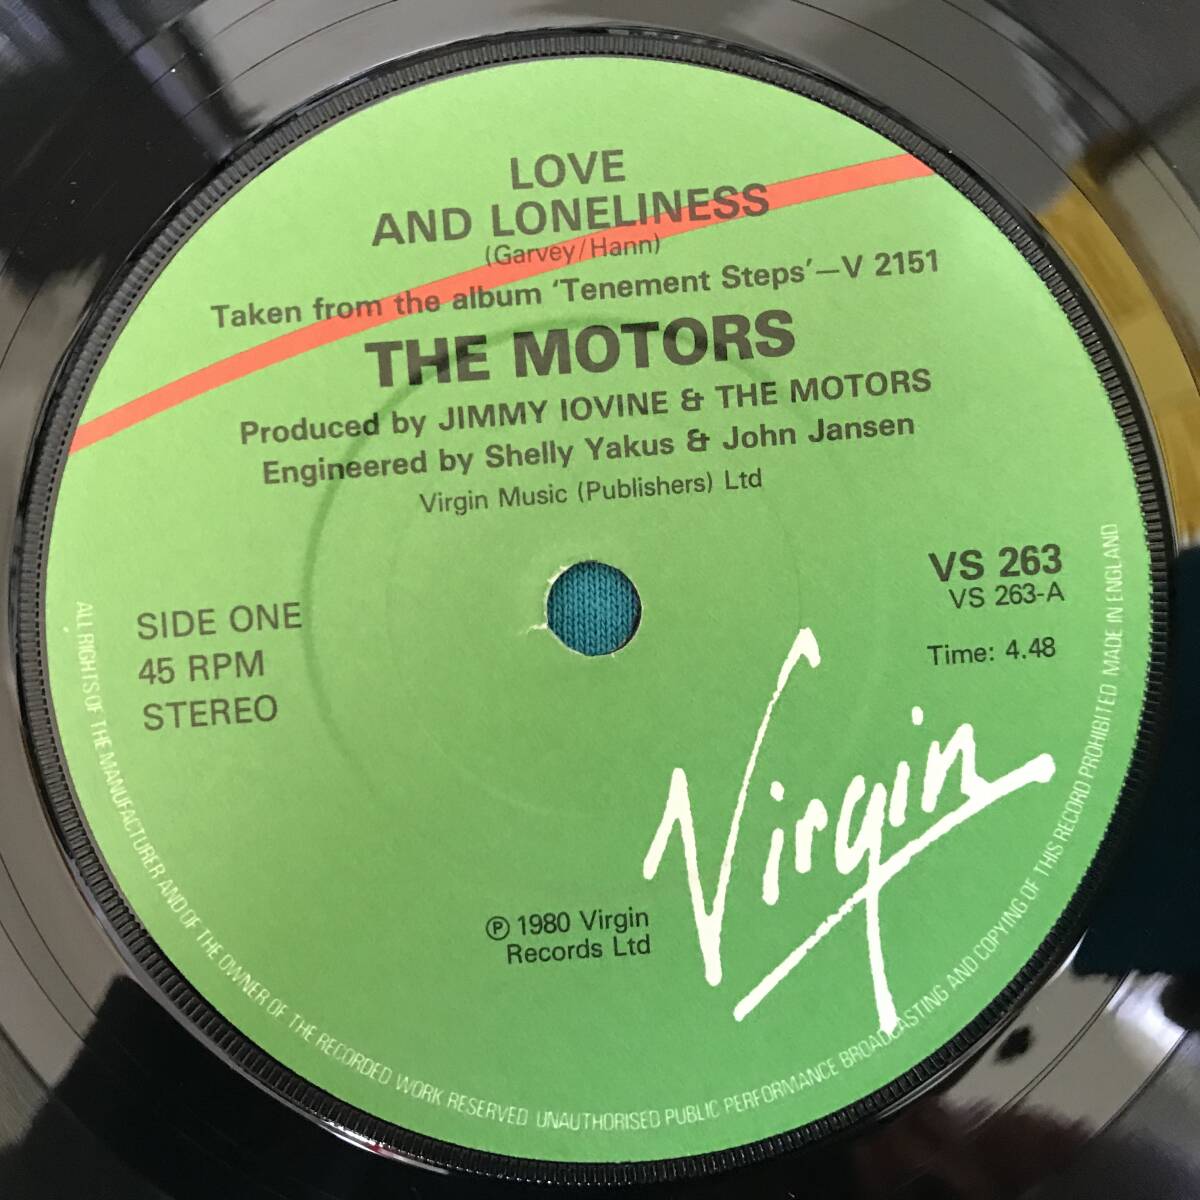 LOVE
AND LONELINESS
(Garvey/Hann)
Taken from the album 'Tenement Steps'—V 2151
THE MOTORS
Produced by JIMMY IOVINE & THE MOTORS
Engineered by Shelly Yakus & John Jansen
Virgin Music (Publishers) Ltd
VS 263
VS 263-A
Time: 4.48
SIDE ONE
45 RPM
STEREO
Virgin
℗ 1980 Virgin
Records Ltd
ALL RIGHTS OF THE MANUFACTURER AND OF THE OWNER OF THE RECORDED WORK RESERVED UNAUTHORISED PUBLIC PERFORMANCE BROADCASTING AND COPYING OF THIS RECORD PROHIBITED MADE IN ENGLAND